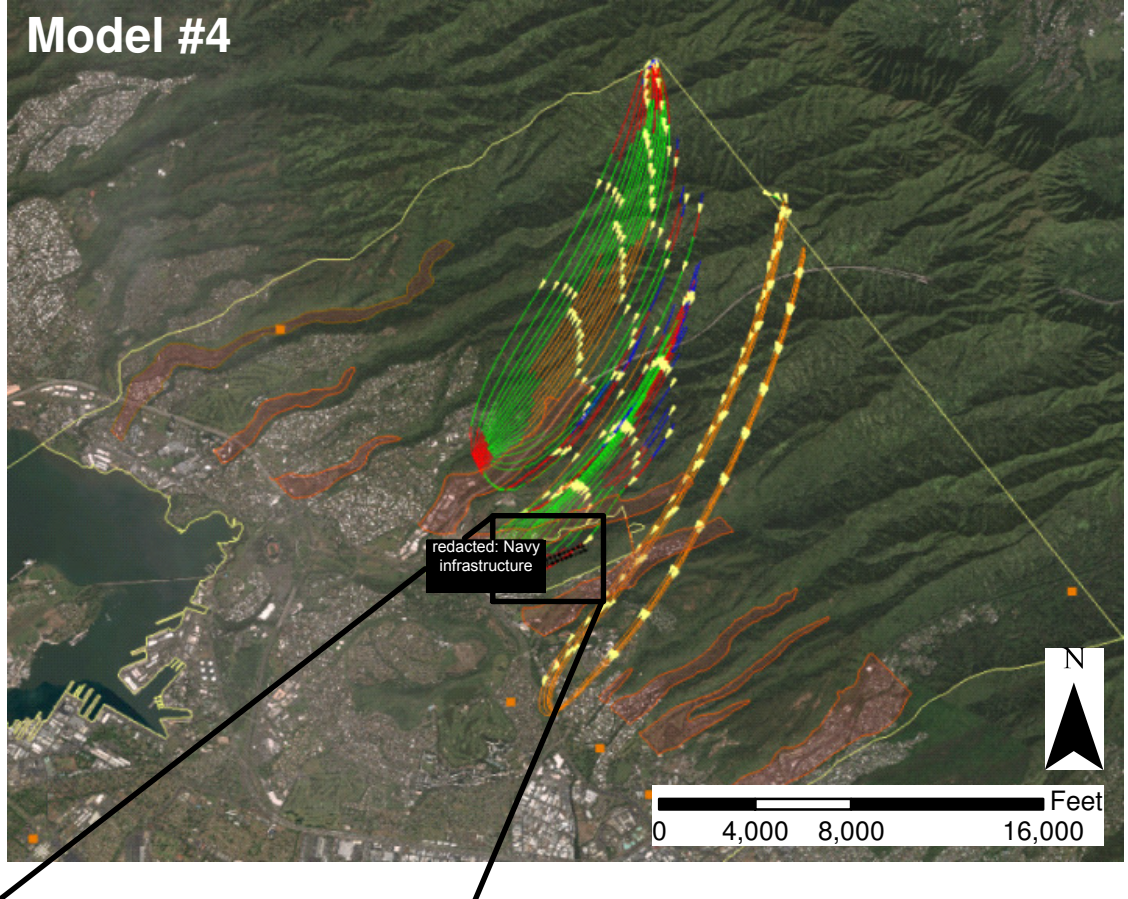 Model #4
redacted: Navy
infrastructure
N
Feet
0 4,000 8,000 16,000